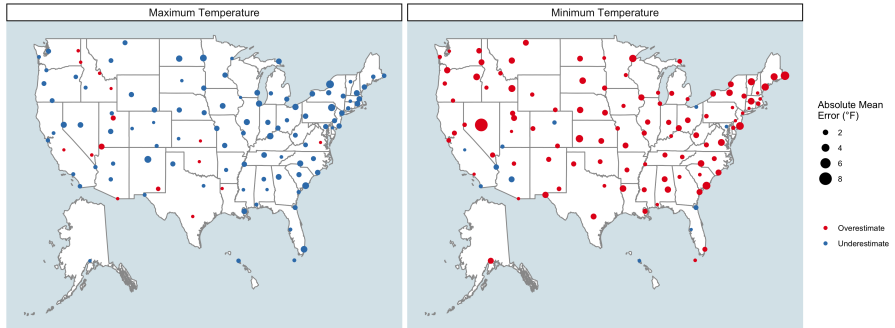 Maximum Temperature
Minimum Temperature
Absolute Mean
Error (°F)
2
4
6
8
Overestimate
Underestimate